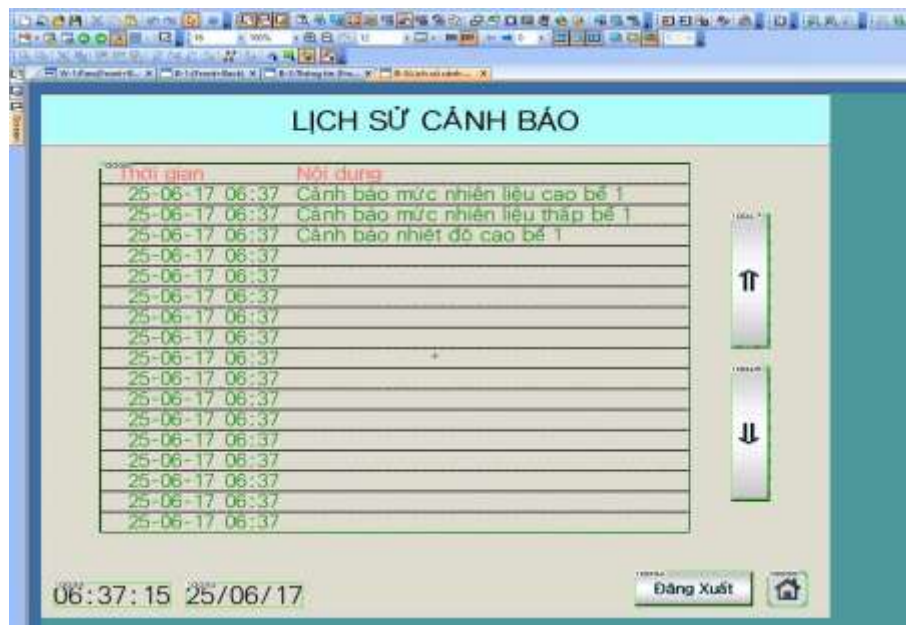 LỊCH SỬ CẢNH BÁO
Thời gian Nội dung
25-06-17 06:37 Cảnh báo mức nhiên liệu cao bể 1
25-06-17 06:37 Cảnh báo mức nhiên liệu thấp bể 1
25-06-17 06:37 Cảnh báo nhiệt độ cao bể 1
25-06-17 06:37
25-06-17 06:37
25-06-17 06:37
25-06-17 06:37
25-06-17 06:37
25-06-17 06:37
25-06-17 06:37
25-06-17 06:37
25-06-17 06:37
25-06-17 06:37
25-06-17 06:37
25-06-17 06:37
25-06-17 06:37
25-06-17 06:37
06:37:15 25/06/17
Đăng Xuất